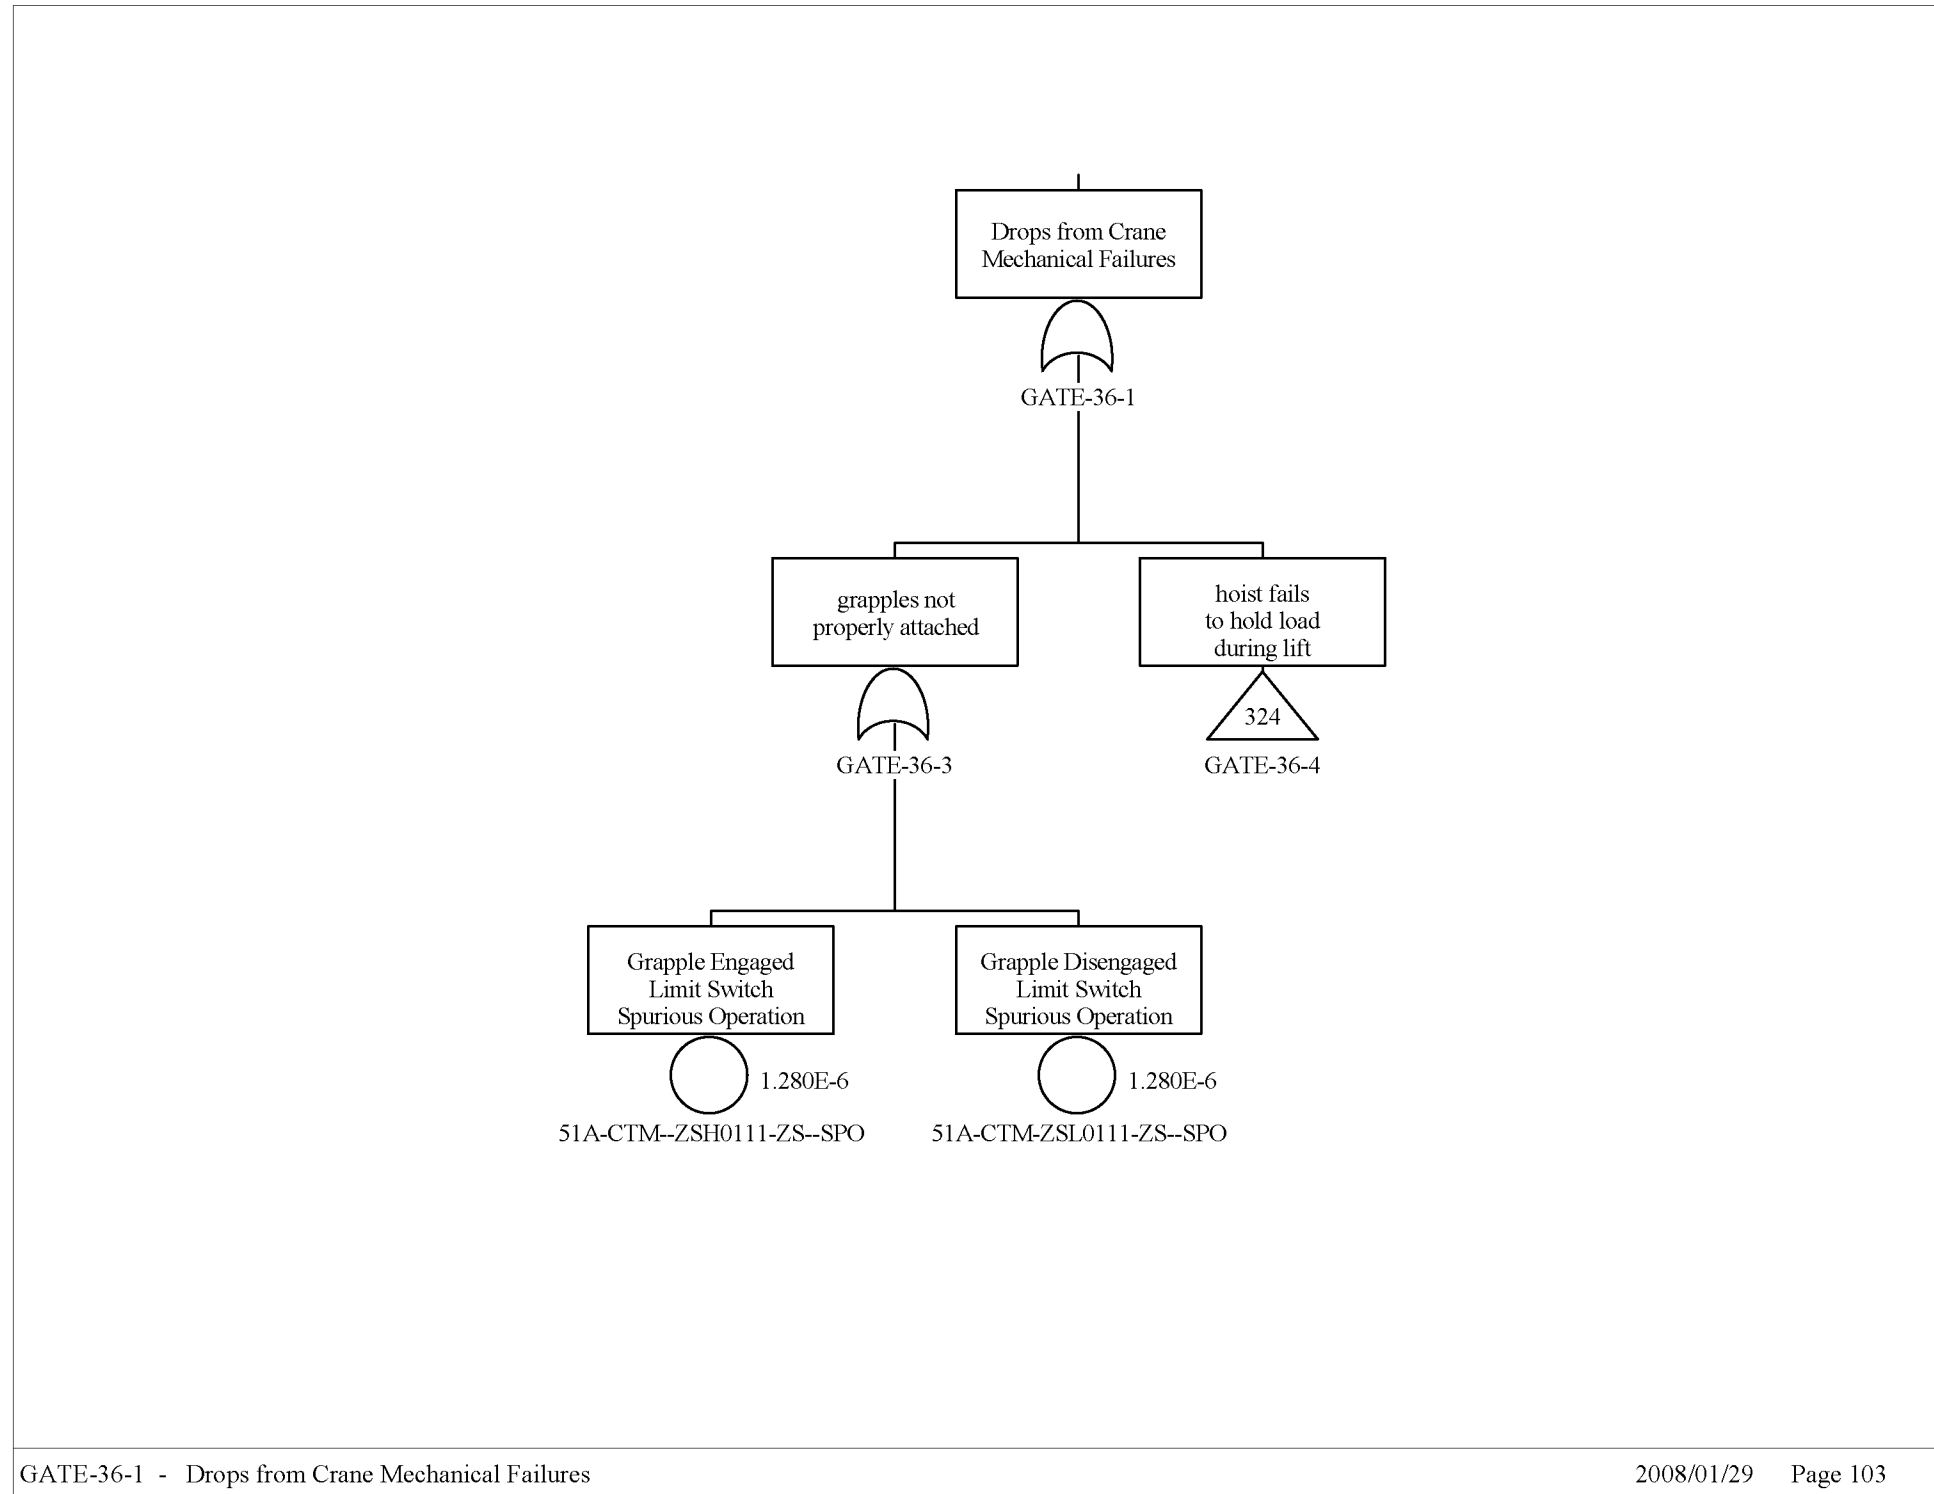 Drops from Crane
Mechanical Failures
GATE-36-1
grapples not
properly attached
GATE-36-3
hoist fails
to hold load
during lift
324
GATE-36-4
Grapple Engaged
Limit Switch
Spurious Operation
1.280E-6
51A-CTM--ZSH0111-ZS--SPO
Grapple Disengaged
Limit Switch
Spurious Operation
1.280E-6
51A-CTM-ZSL0111-ZS--SPO
GATE-36-1 - Drops from Crane Mechanical Failures
2008/01/29 Page 103